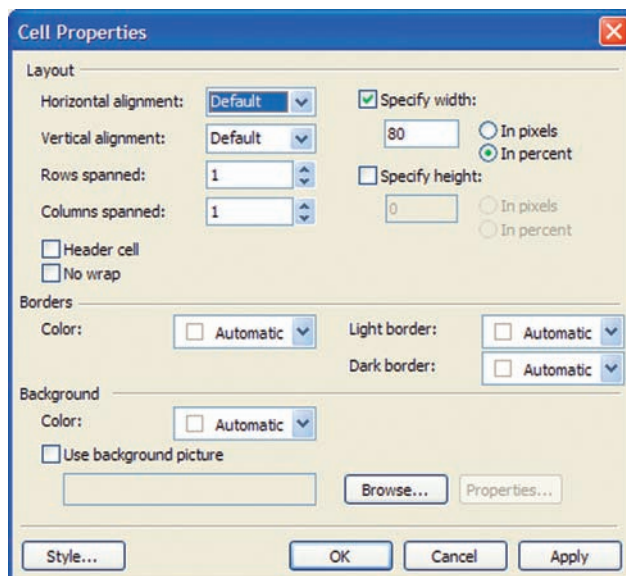 Cell Properties
Layout
Horizontal alignment: Default
Specify width:
Vertical alignment: Default
80
In pixels
In percent
Rows spanned: 1
Specify height:
Columns spanned: 1
0
In pixels
In percent
Header cell
No wrap
Borders
Color: Automatic
Light border: Automatic
Dark border: Automatic
Background
Color: Automatic
Use background picture
Browse... Properties...
Style... OK Cancel Apply